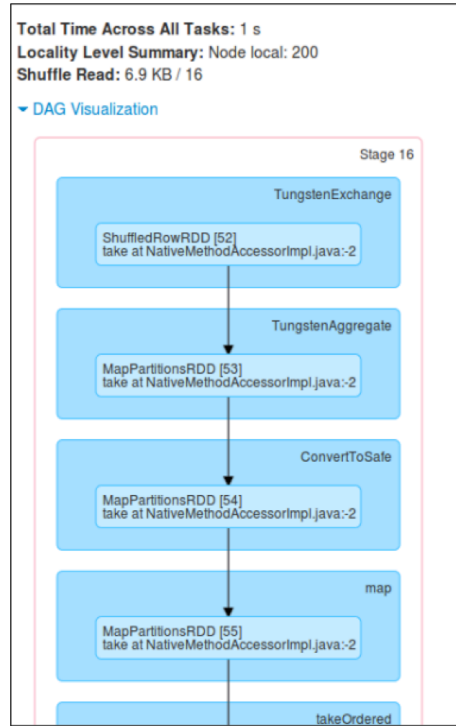 Total Time Across All Tasks: 1 s
Locality Level Summary: Node local: 200
Shuffle Read: 6.9 KB / 16
DAG Visualization
Stage 16
TungstenExchange
ShuffledRowRDD [52]
take at NativeMethodAccessorImpl.java:-2
TungstenAggregate
MapPartitionsRDD [53]
take at NativeMethodAccessorImpl.java:-2
ConvertToSafe
MapPartitionsRDD [54]
take at NativeMethodAccessorImpl.java:-2
map
MapPartitionsRDD [55]
take at NativeMethodAccessorImpl.java:-2
takeOrdered